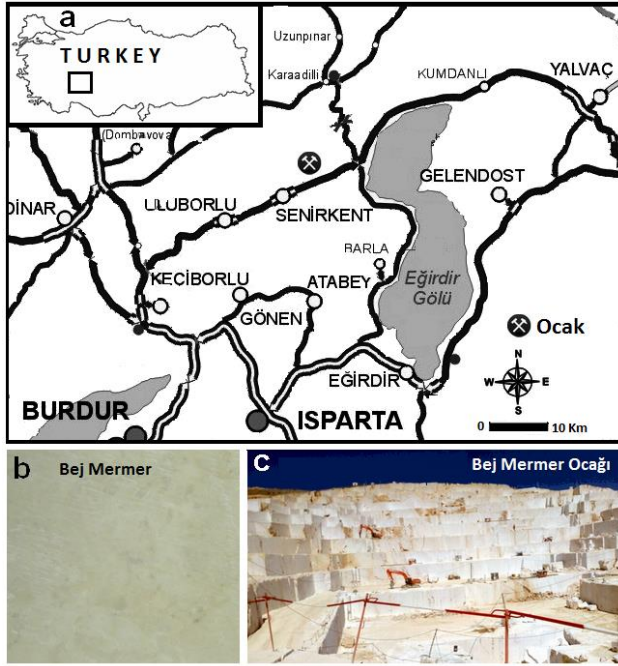 a
TURKEY
Uzunpınar
Karaadilli
KUMDANLI
YALVAÇ
(Dombayova)
GELENDOST
DİNAR
ULUBORLU
SENİRKENT
BARLA
KEÇİBORLU
ATABEY
Eğirdir
Gölü
GÖNEN
Ocak
EĞİRDİR
N
W E
S
BURDUR
ISPARTA
0 10 Km
b
Bej Mermer
c
Bej Mermer Ocağı